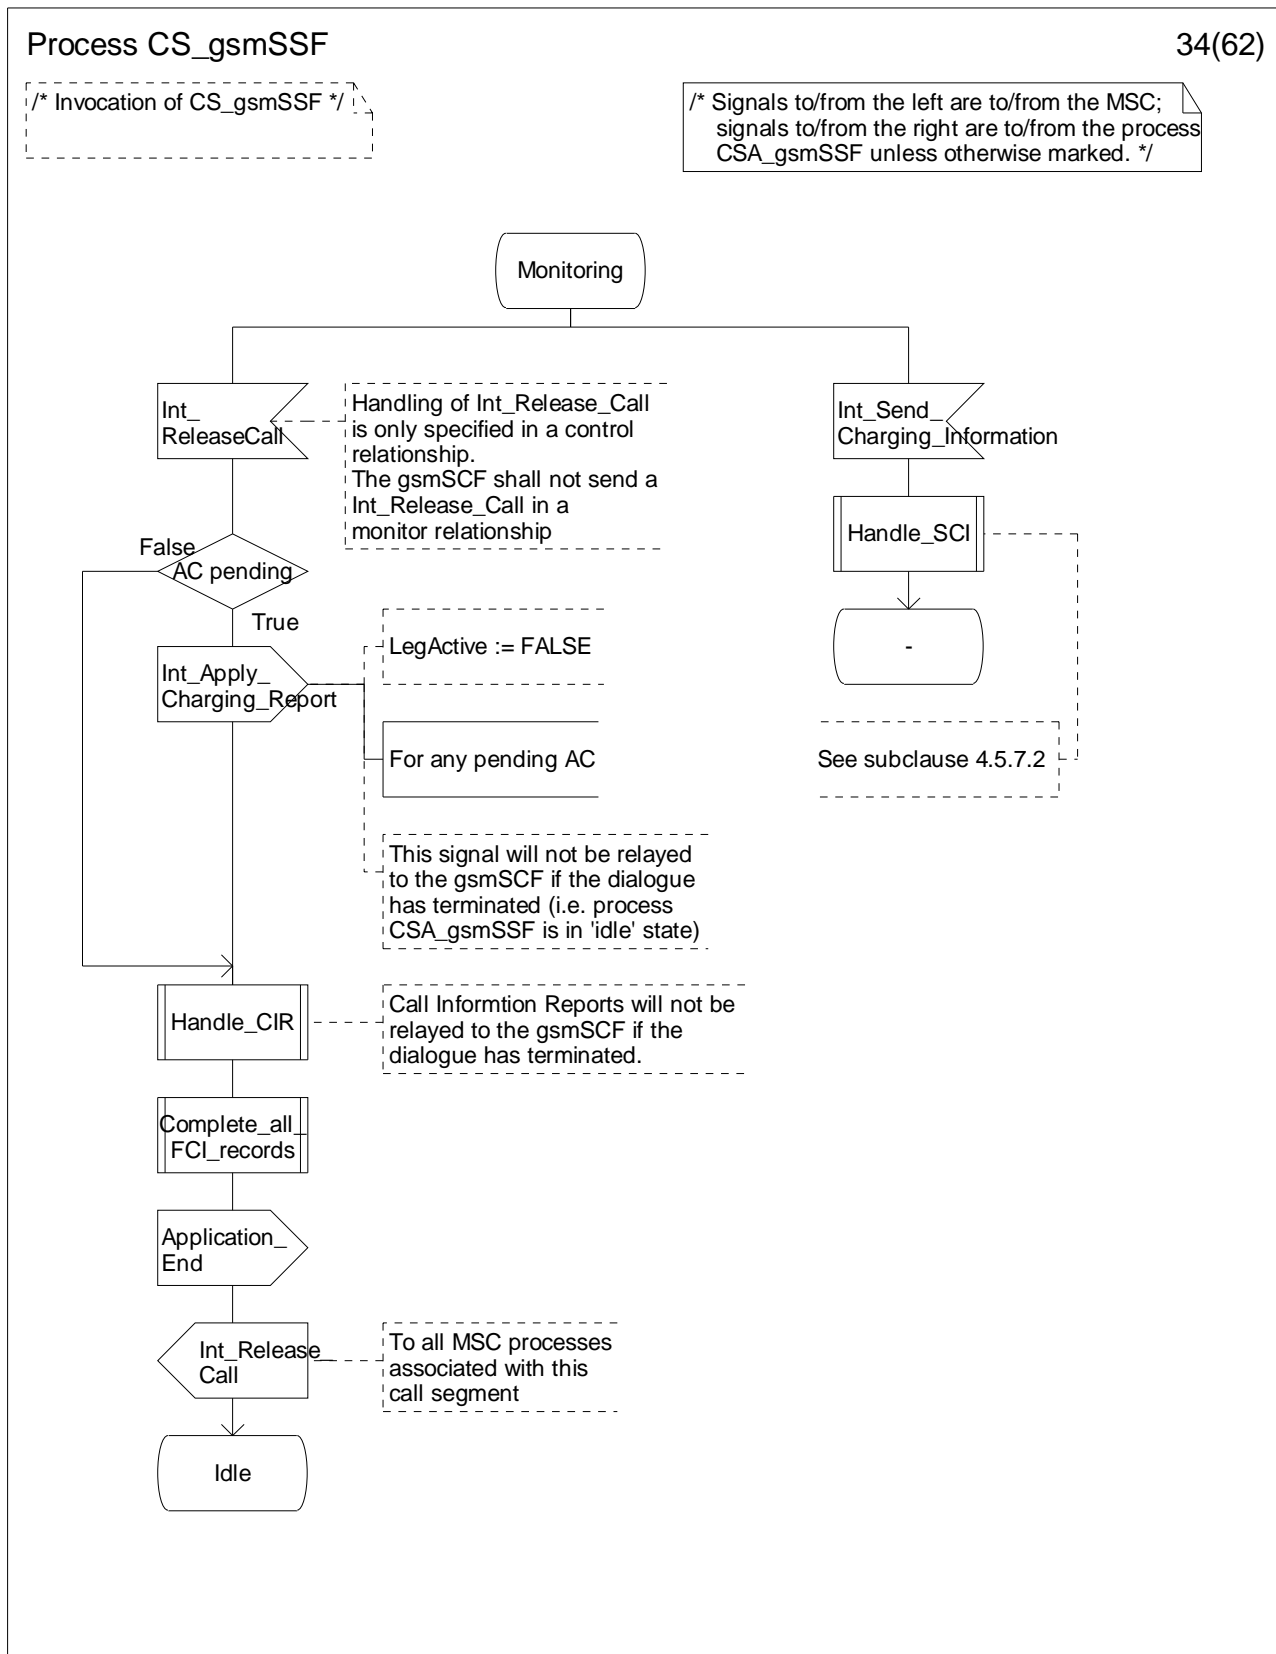 Process CS_gsmSSF
34(62)
/* Invocation of CS_gsmSSF */
/* Signals to/from the left are to/from the MSC;
signals to/from the right are to/from the process
CSA_gsmSSF unless otherwise marked. */
Monitoring
Int_
ReleaseCall
Handling of Int_Release_Call
is only specified in a control
relationship.
The gsmSCF shall not send a
Int_Release_Call in a
monitor relationship
Int_Send_
Charging_Information
Handle_SCI
False
AC pending
True
LegActive := FALSE
-
Int_Apply_
Charging_Report
For any pending AC
See subclause 4.5.7.2
This signal will not be relayed
to the gsmSCF if the dialogue
has terminated (i.e. process
CSA_gsmSSF is in 'idle' state)
Handle_CIR
Call Informtion Reports will not be
relayed to the gsmSCF if the
dialogue has terminated.
Complete_all_
FCI_records
Application_
End
Int_Release_
Call
To all MSC processes
associated with this
call segment
Idle